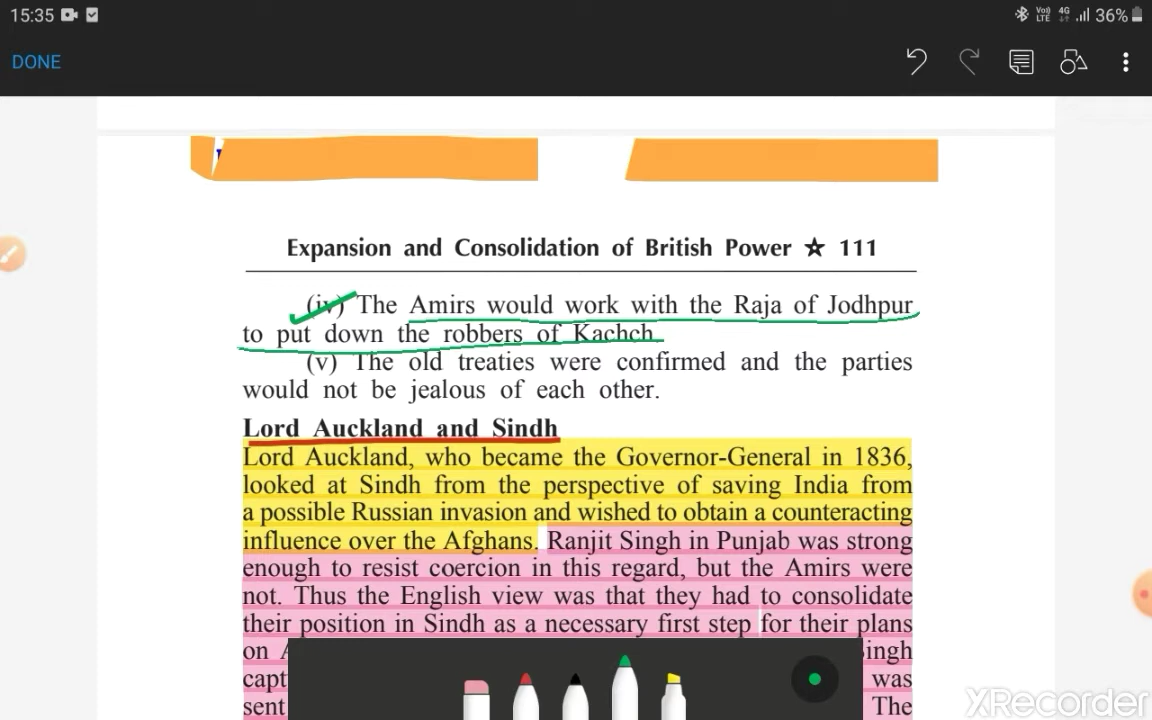 15:35
Vo)) LTE 4G 36%
DONE
Expansion and Consolidation of British Power ☆ 111
(iv) The Amirs would work with the Raja of Jodhpur
to put down the robbers of Kachch.
(v) The old treaties were confirmed and the parties
would not be jealous of each other.
Lord Auckland and Sindh
Lord Auckland, who became the Governor-General in 1836,
looked at Sindh from the perspective of saving India from
a possible Russian invasion and wished to obtain a counteracting
influence over the Afghans. Ranjit Singh in Punjab was strong
enough to resist coercion in this regard, but the Amirs were
not. Thus the English view was that they had to consolidate
their position in Sindh as a necessary first step for their plans
on
capt was
sent The
XRecorder